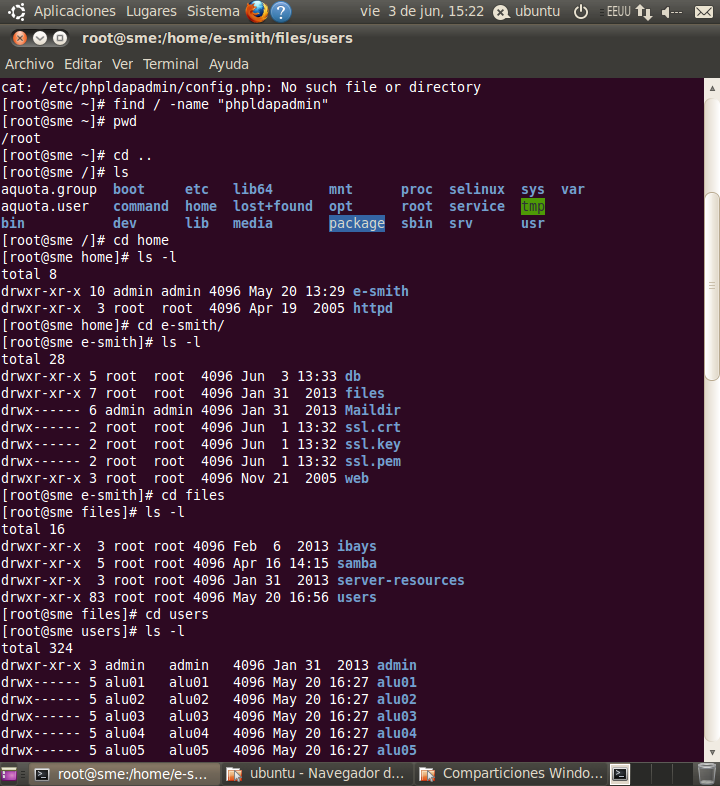 Aplicaciones Lugares Sistema vie 3 de jun, 15:22 ubuntu EEUU
root@sme:/home/e-smith/files/users
Archivo Editar Ver Terminal Ayuda
cat: /etc/phpldapadmin/config.php: No such file or directory
[root@sme ~]# find / -name "phpldapadmin"
[root@sme ~]# pwd
/root
[root@sme ~]# cd ..
[root@sme /]# ls
aquota.group  boot     etc   lib64       mnt      proc  selinux  sys  var
aquota.user   command  home  lost+found  opt      root  service  tmp
bin           dev      lib   media       package  sbin  srv      usr
[root@sme /]# cd home
[root@sme home]# ls -l
total 8
drwxr-xr-x 10 admin admin 4096 May 20 13:29 e-smith
drwxr-xr-x  3 root  root  4096 Apr 19  2005 httpd
[root@sme home]# cd e-smith/
[root@sme e-smith]# ls -l
total 28
drwxr-xr-x 5 root  root  4096 Jun  3 13:33 db
drwxr-xr-x 7 root  root  4096 Jan 31  2013 files
drwx------ 6 admin admin 4096 Jan 31  2013 Maildir
drwx------ 2 root  root  4096 Jun  1 13:32 ssl.crt
drwx------ 2 root  root  4096 Jun  1 13:32 ssl.key
drwx------ 2 root  root  4096 Jun  1 13:32 ssl.pem
drwxr-xr-x 3 root  root  4096 Nov 21  2005 web
[root@sme e-smith]# cd files
[root@sme files]# ls -l
total 16
drwxr-xr-x  3 root root 4096 Feb  6  2013 ibays
drwxr-xr-x  5 root root 4096 Apr 16 14:15 samba
drwxr-xr-x  3 root root 4096 Jan 31  2013 server-resources
drwxr-xr-x 83 root root 4096 May 20 16:56 users
[root@sme files]# cd users
[root@sme users]# ls -l
total 324
drwxr-xr-x 3 admin   admin   4096 Jan 31  2013 admin
drwx------ 5 alu01   alu01   4096 May 20 16:27 alu01
drwx------ 5 alu02   alu02   4096 May 20 16:27 alu02
drwx------ 5 alu03   alu03   4096 May 20 16:27 alu03
drwx------ 5 alu04   alu04   4096 May 20 16:27 alu04
drwx------ 5 alu05   alu05   4096 May 20 16:27 alu05
root@sme:/home/e-s... ubuntu - Navegador d... Comparticiones Windo...